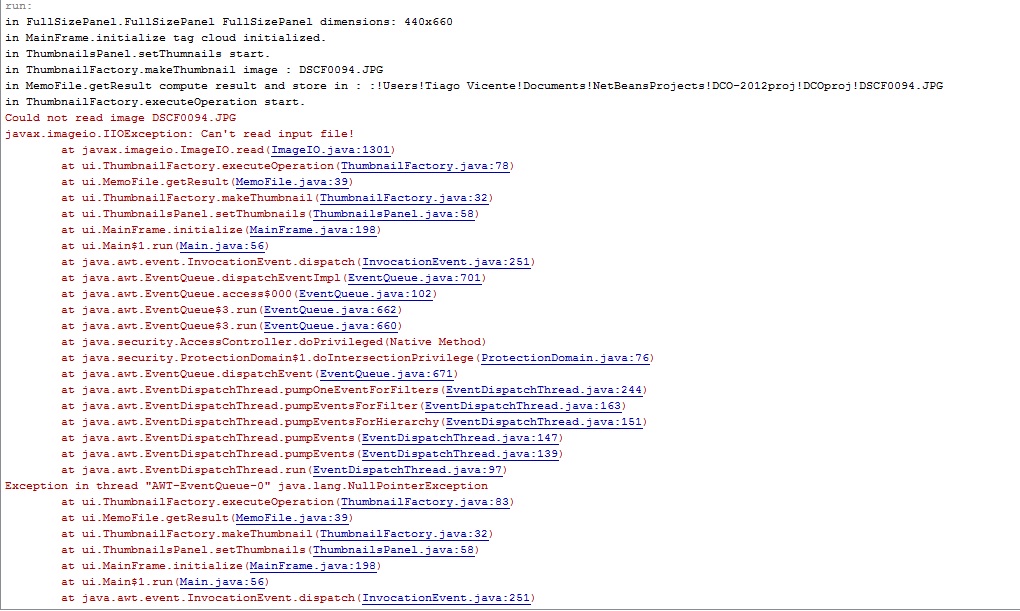 run:
in FullSizePanel.FullSizePanel FullSizePanel dimensions: 440x660
in MainFrame.initialize tag cloud initialized.
in ThumbnailsPanel.setThumnails start.
in ThumbnailFactory.makeThumbnail image : DSCF0094.JPG
in MemoFile.getResult compute result and store in : :!Users!Tiago Vicente!Documents!NetBeansProjects!DCO-2012proj!DCOproj!DSCF0094.JPG
in ThumbnailFactory.executeOperation start.
Could not read image DSCF0094.JPG
javax.imageio.IIOException: Can't read input file!
at javax.imageio.ImageIO.read(ImageIO.java:1301)
at ui.ThumbnailFactory.executeOperation(ThumbnailFactory.java:78)
at ui.MemoFile.getResult(MemoFile.java:39)
at ui.ThumbnailFactory.makeThumbnail(ThumbnailFactory.java:32)
at ui.ThumbnailsPanel.setThumbnails(ThumbnailsPanel.java:58)
at ui.MainFrame.initialize(MainFrame.java:198)
at ui.Main$1.run(Main.java:56)
at java.awt.event.InvocationEvent.dispatch(InvocationEvent.java:251)
at java.awt.EventQueue.dispatchEventImpl(EventQueue.java:701)
at java.awt.EventQueue.access$000(EventQueue.java:102)
at java.awt.EventQueue$3.run(EventQueue.java:662)
at java.awt.EventQueue$3.run(EventQueue.java:660)
at java.security.AccessController.doPrivileged(Native Method)
at java.security.ProtectionDomain$1.doIntersectionPrivilege(ProtectionDomain.java:76)
at java.awt.EventQueue.dispatchEvent(EventQueue.java:671)
at java.awt.EventDispatchThread.pumpOneEventForFilters(EventDispatchThread.java:244)
at java.awt.EventDispatchThread.pumpEventsForFilter(EventDispatchThread.java:163)
at java.awt.EventDispatchThread.pumpEventsForHierarchy(EventDispatchThread.java:151)
at java.awt.EventDispatchThread.pumpEvents(EventDispatchThread.java:147)
at java.awt.EventDispatchThread.pumpEvents(EventDispatchThread.java:139)
at java.awt.EventDispatchThread.run(EventDispatchThread.java:97)
Exception in thread "AWT-EventQueue-0" java.lang.NullPointerException
at ui.ThumbnailFactory.executeOperation(ThumbnailFactory.java:83)
at ui.MemoFile.getResult(MemoFile.java:39)
at ui.ThumbnailFactory.makeThumbnail(ThumbnailFactory.java:32)
at ui.ThumbnailsPanel.setThumbnails(ThumbnailsPanel.java:58)
at ui.MainFrame.initialize(MainFrame.java:198)
at ui.Main$1.run(Main.java:56)
at java.awt.event.InvocationEvent.dispatch(InvocationEvent.java:251)